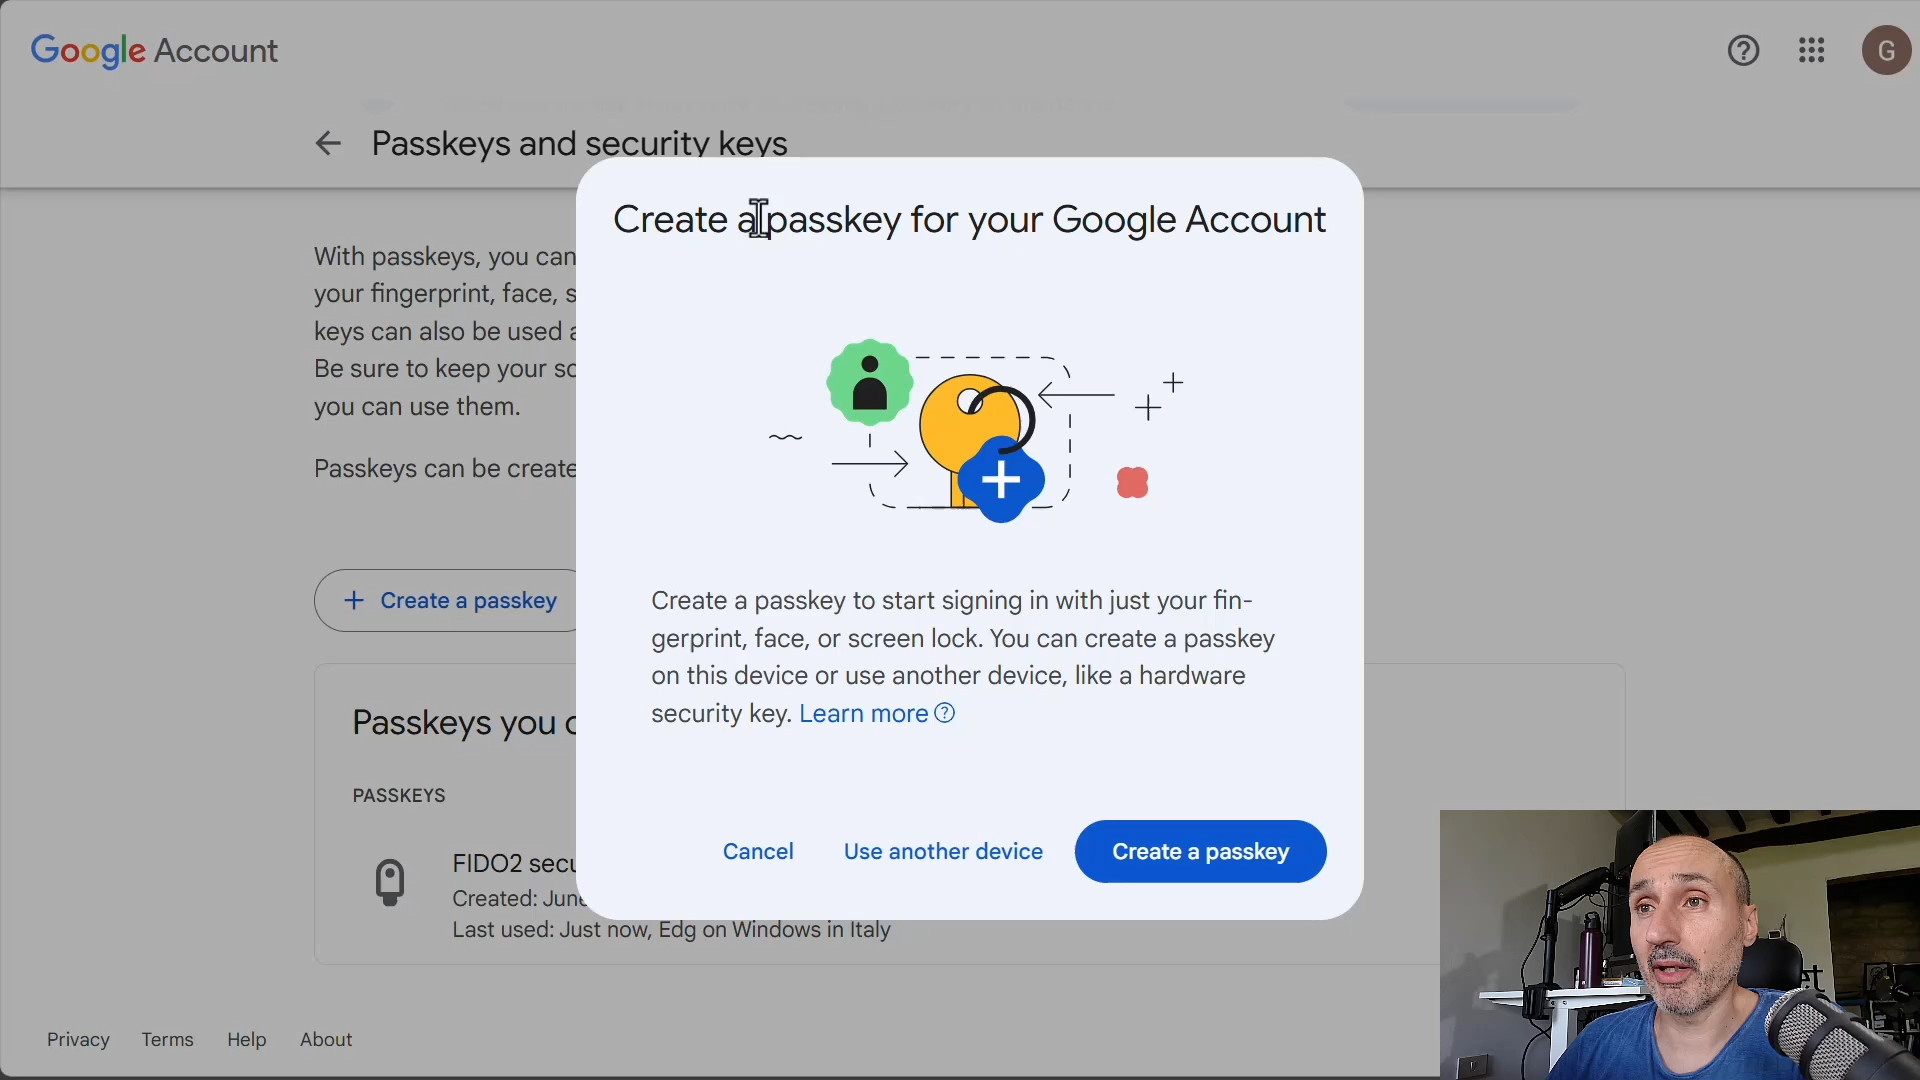 Google Account
G
Passkeys and security keys
Create a passkey for your Google Account
With passkeys, you can
your fingerprint, face, s
keys can also be used a
Be sure to keep your sc
you can use them.
Passkeys can be create
+ Create a passkey
Create a passkey to start signing in with just your fin-
gerprint, face, or screen lock. You can create a passkey
on this device or use another device, like a hardware
security key. Learn more
Passkeys you c
PASSKEYS
Cancel
Use another device
Create a passkey
FIDO2 secu
Created: June
Last used: Just now, Edg on Windows in Italy
Privacy
Terms
Help
About